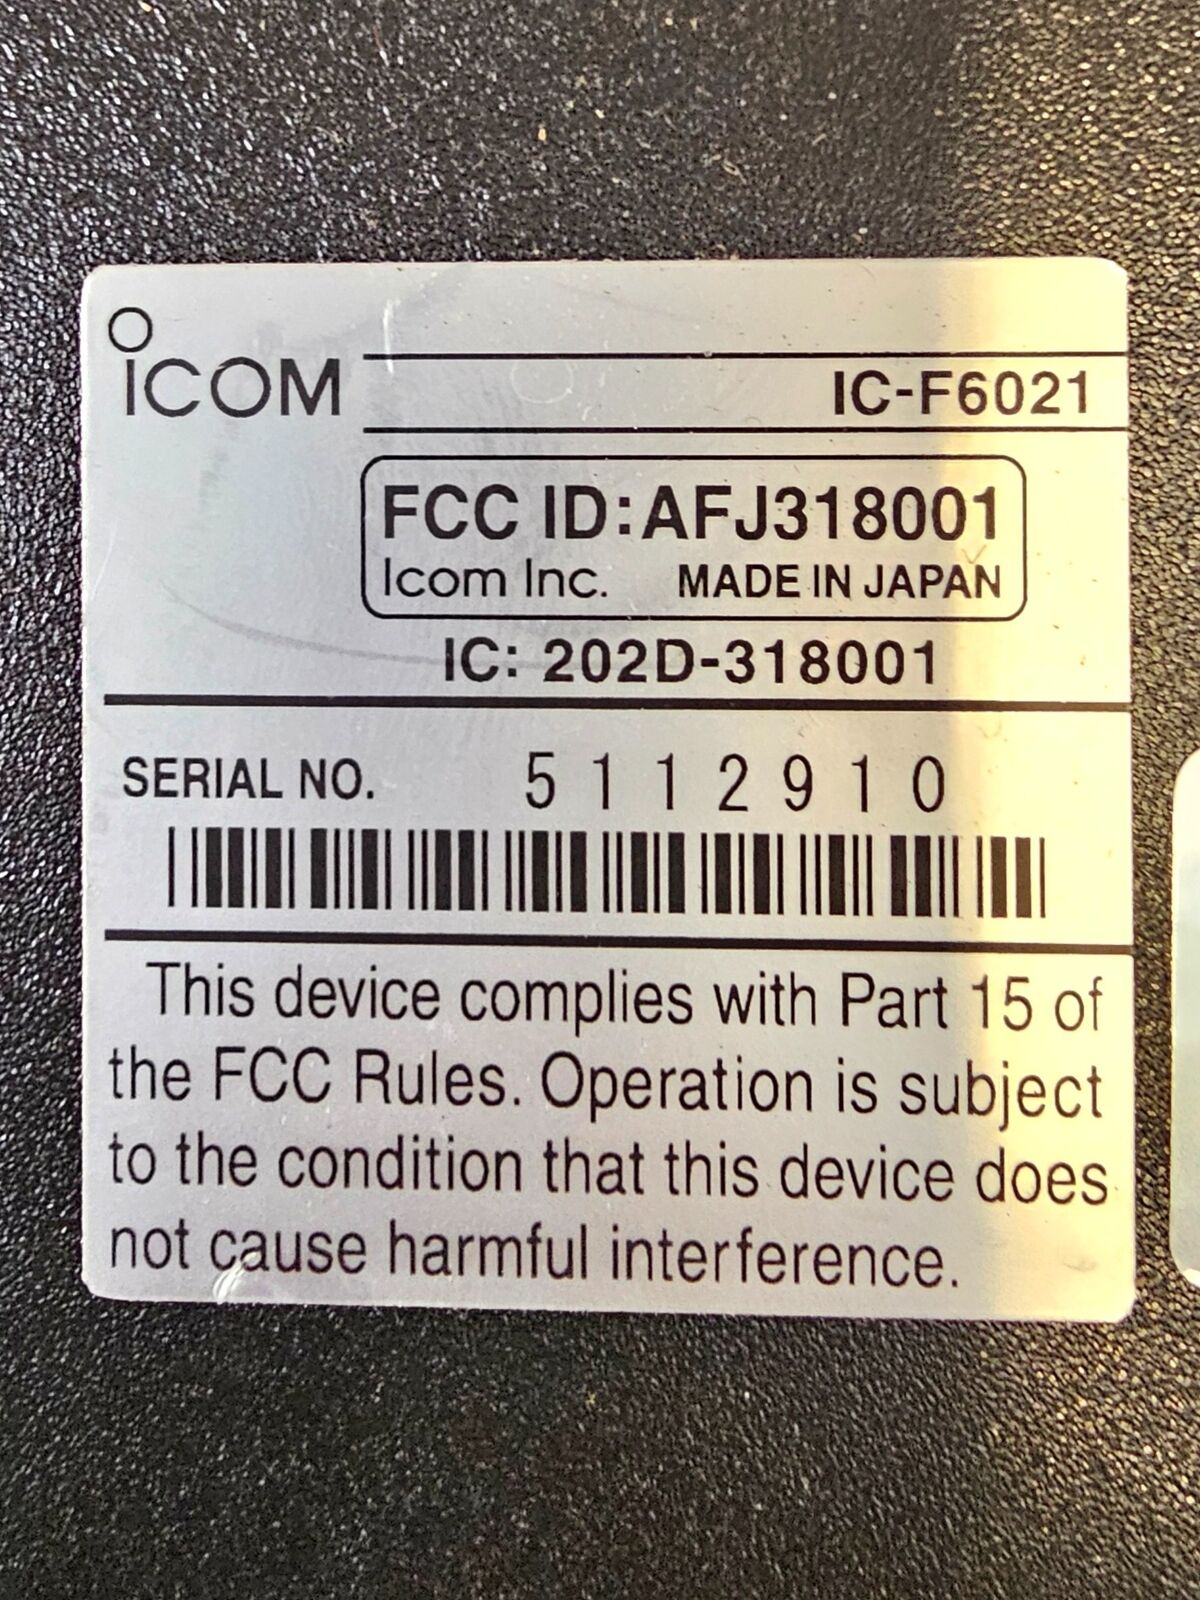 ICOM
IC-F6021
FCC ID:AFJ318001
Icom Inc. MADE IN JAPAN
IC: 202D-318001
SERIAL NO. 5112910
This device complies with Part 15 of
the FCC Rules. Operation is subject
to the condition that this device does
not cause harmful interference.